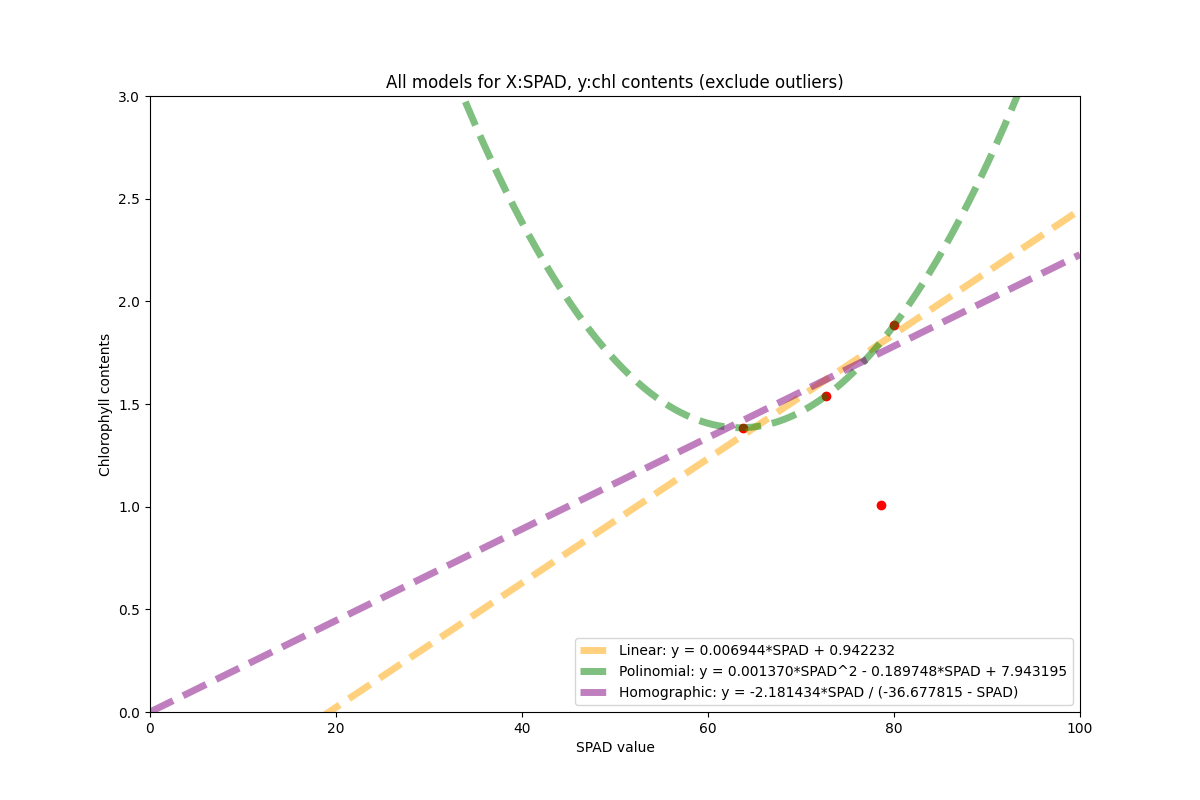 All models for X:SPAD, y:chl contents (exclude outliers)
3.0
2.5
2.0
1.5
1.0
0.5
0.0
Chlorophyll contents
Linear: y = 0.006944*SPAD + 0.942232
Polinomial: y = 0.001370*SPAD^2 - 0.189748*SPAD + 7.943195
Homographic: y = -2.181434*SPAD / (-36.677815 - SPAD)
0 20 40 60 80 100
SPAD value